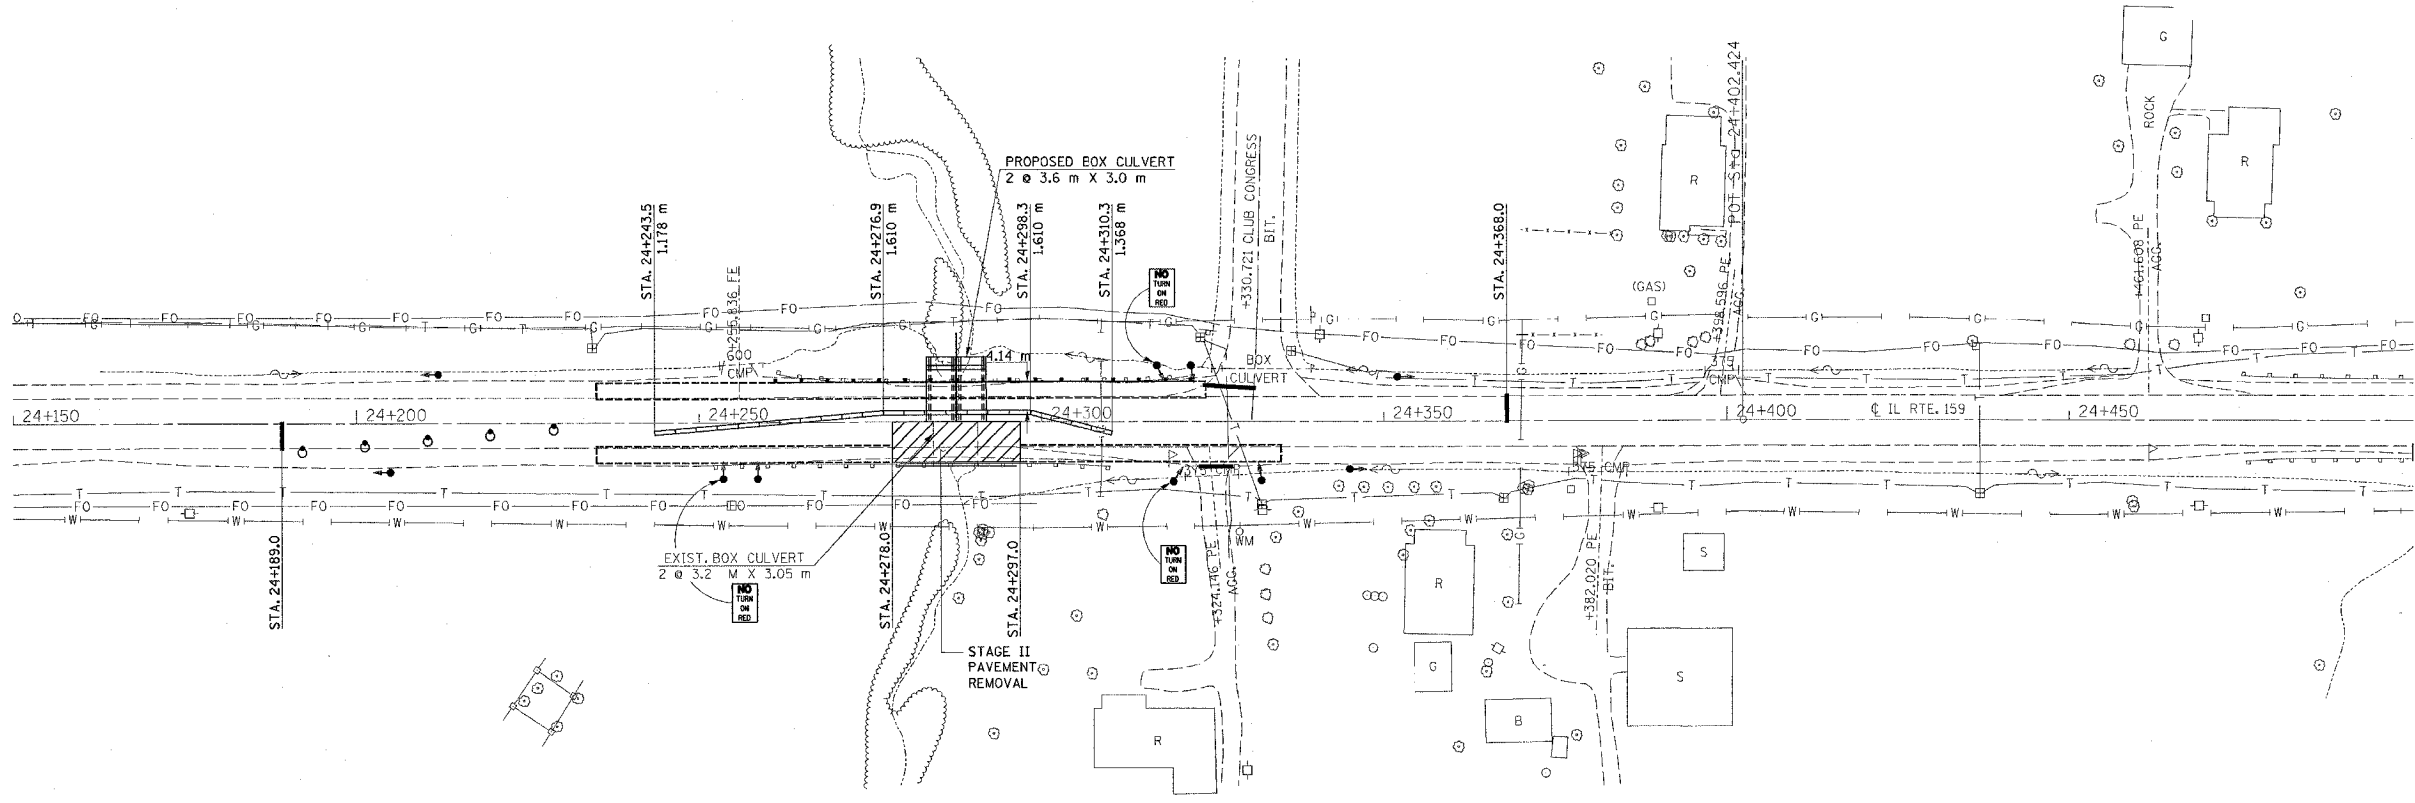 G
ROCK
R
+461.608 PE
AGG.
POT Sta 24+402.424
R
+398.596 PE
AGG.
(GAS)
STA. 24+368.0
+330.721 CLUB CONGRESS
BIT.
PROPOSED BOX CULVERT
2 @ 3.6 m X 3.0 m
STA. 24+243.5
1.178 m
STA. 24+276.9
1.610 m
STA. 24+298.3
1.610 m
STA. 24+310.3
1.368 m
NO
TURN
ON
RED
600
CMP
4.14 m
BOX
CULVERT
CMP
24+150
24+200
24+250
24+300
24+350
24+400
℄ IL RTE. 159
24+450
CMP
EXIST. BOX CULVERT
2 @ 3.2 M X 3.05 m
NO
TURN
ON
RED
NO
TURN
ON
RED
STA. 24+189.0
STA. 24+278.0
STA. 24+297.0
STAGE II
PAVEMENT
REMOVAL
WM
+324.146 PE
AGG.
+382.020 PE
BIT.
R
G
S
B
S
R